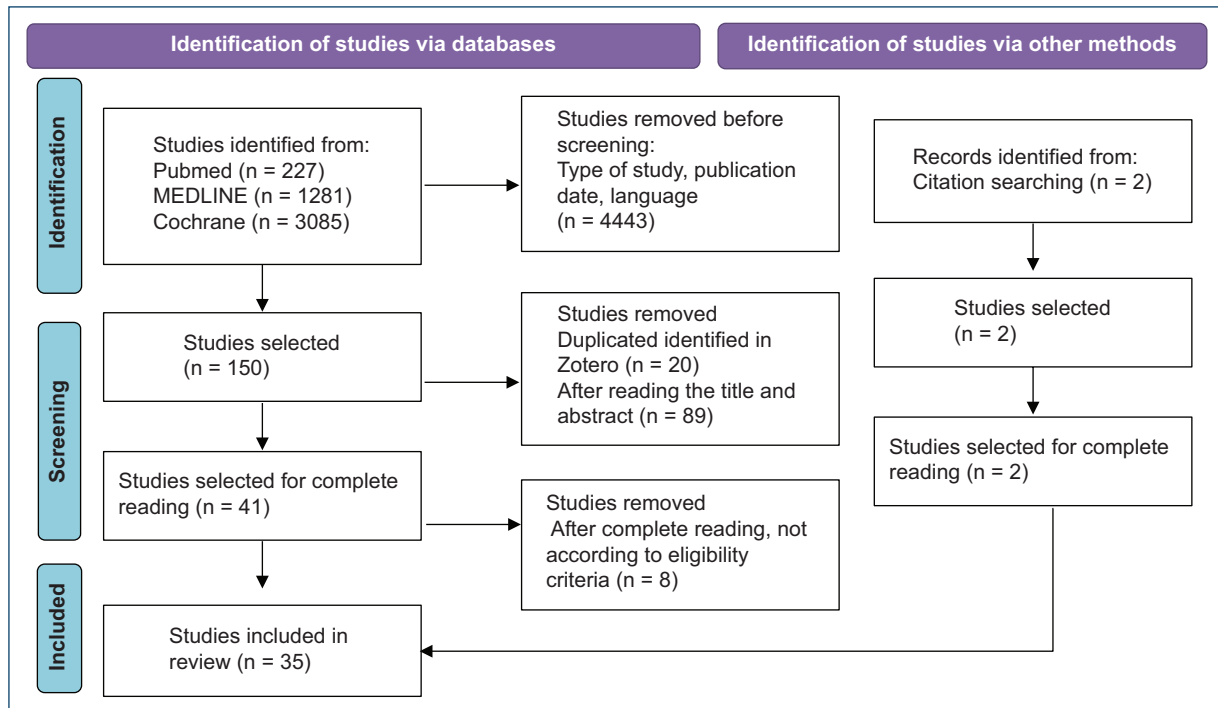 Identification of studies via databases
Identification of studies via other methods
Identification
Studies identified from:
Pubmed (n = 227)
MEDLINE (n = 1281)
Cochrane (n = 3085)
Studies removed before
screening:
Type of study, publication
date, language
(n = 4443)
Records identified from:
Citation searching (n = 2)
Screening
Studies selected
(n = 150)
Studies removed
Duplicated identified in
Zotero (n = 20)
After reading the title and
abstract (n = 89)
Studies selected
(n = 2)
Studies selected for complete
reading (n = 41)
Studies removed
After complete reading, not
according to eligibility
criteria (n = 8)
Studies selected for complete
reading (n = 2)
Included
Studies included in
review (n = 35)